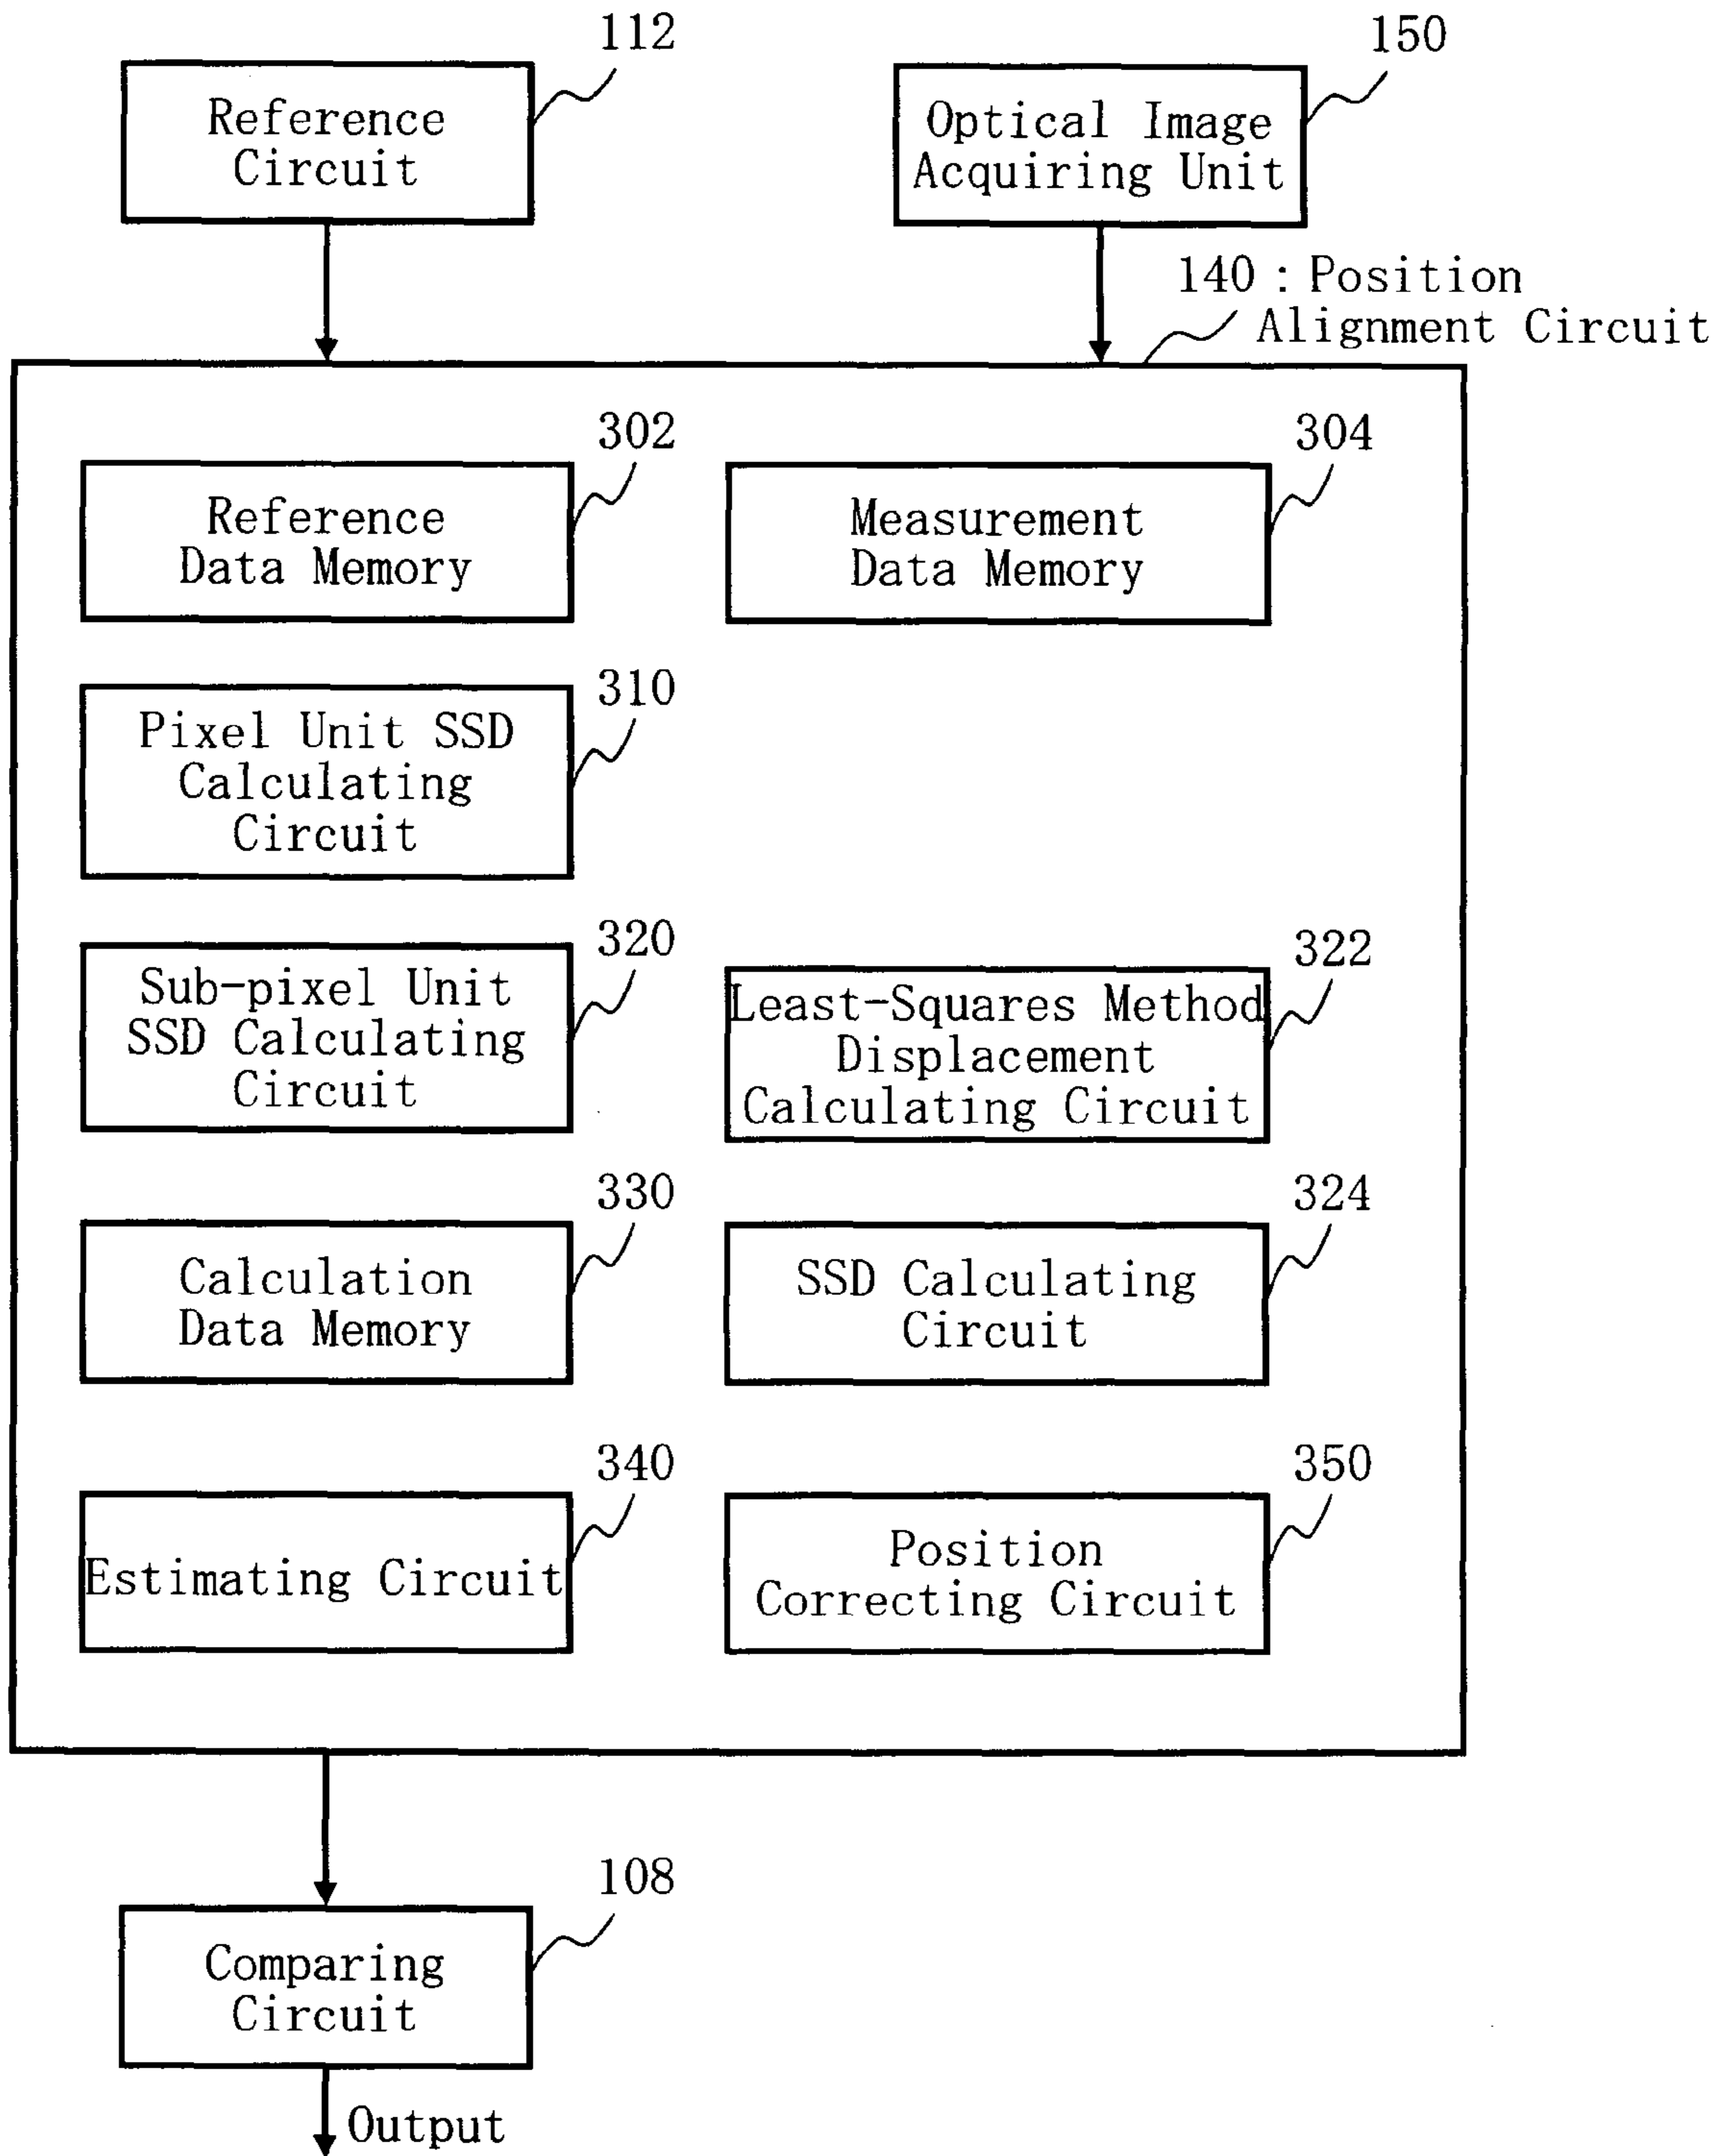 112
Reference
Circuit
150
Optical Image
Acquiring Unit
140 : Position
Alignment Circuit
302
Reference
Data Memory
304
Measurement
Data Memory
310
Pixel Unit SSD
Calculating
Circuit
320
Sub-pixel Unit
SSD Calculating
Circuit
322
Least-Squares Method
Displacement
Calculating Circuit
330
Calculation
Data Memory
324
SSD Calculating
Circuit
340
Estimating Circuit
350
Position
Correcting Circuit
108
Comparing
Circuit
Output